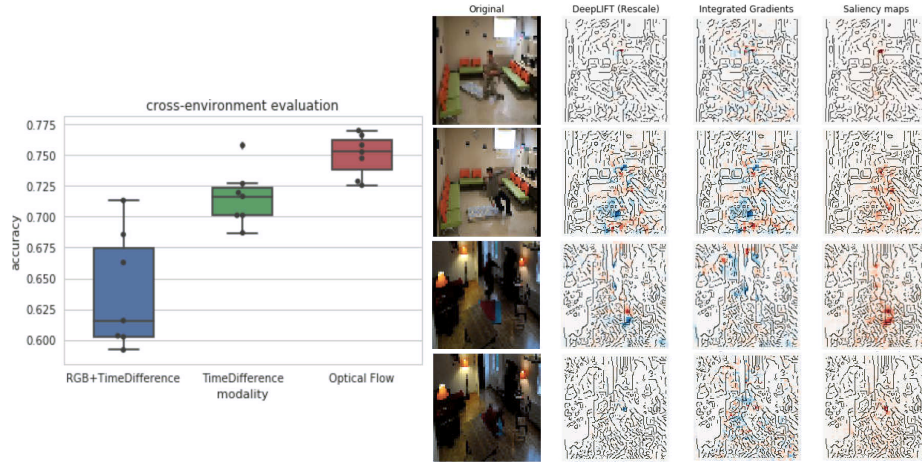 cross-environment evaluation
accuracy
0.775
0.750
0.725
0.700
0.675
0.650
0.625
0.600
RGB+TimeDifference
TimeDifference
Optical Flow
modality
Original
DeepLIFT (Rescale)
Integrated Gradients
Saliency maps